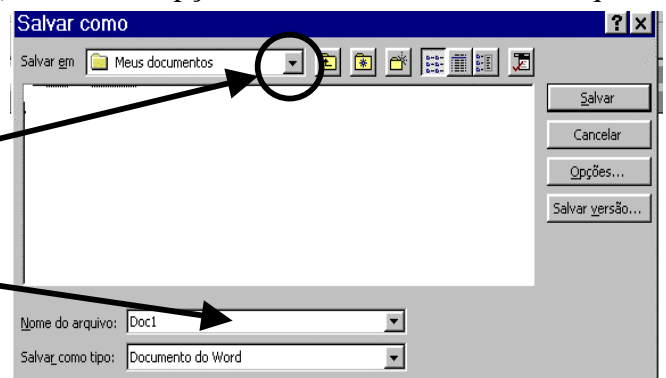 Salvar como
Salvar em Meus documentos
Salvar
Cancelar
Opções...
Salvar versão...
Nome do arquivo: Doc1
Salvar como tipo: Documento do Word